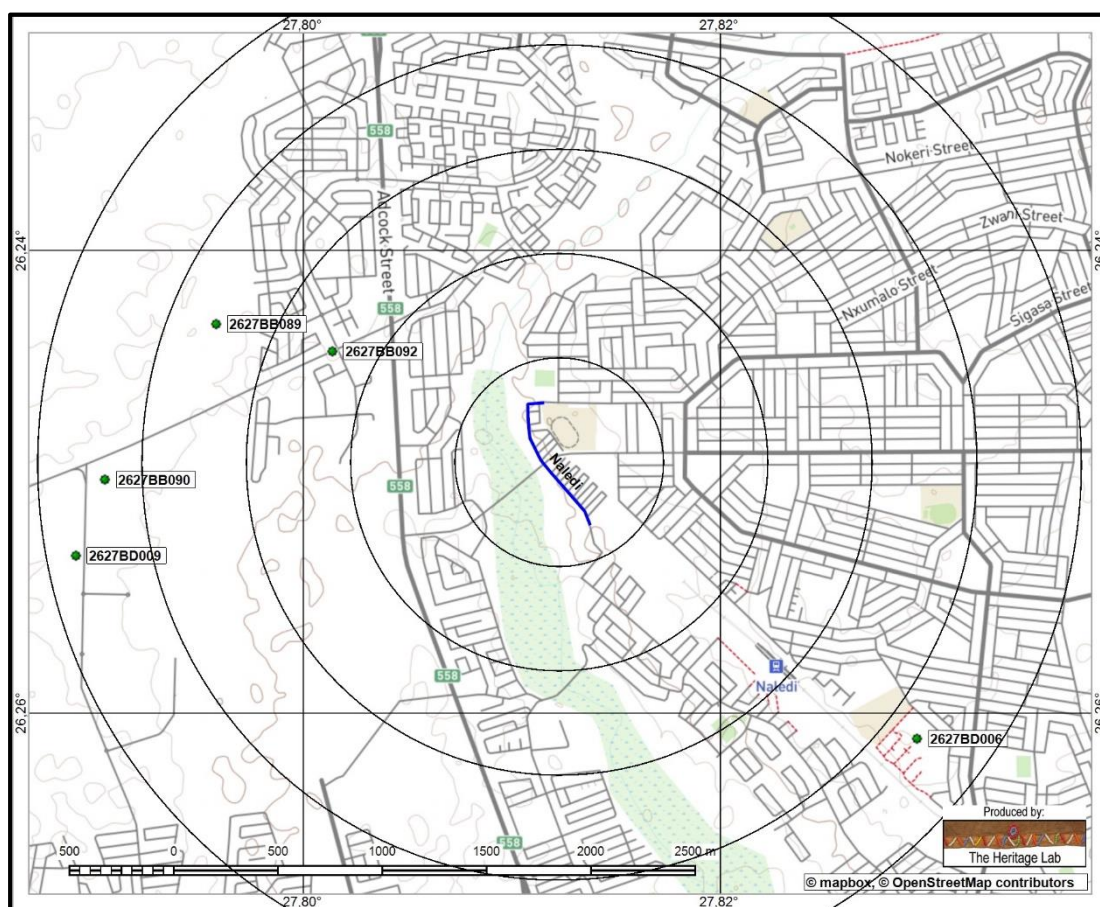 27,80°
27,82°
558
Nokeri Street
Adcock Street
Zwani Street
26,24°
26,24°
Nxumalo Street
Sigasa Street
558
2627BB089
2627BB092
Naledi
2627BB090
558
2627BD009
558
Naledi
26,26°
26,26°
2627BD006
Produced by:
The Heritage Lab
558
500 0 500 1000 1500 2000 2500 m
© mapbox, © OpenStreetMap contributors
27,80°
27,82°